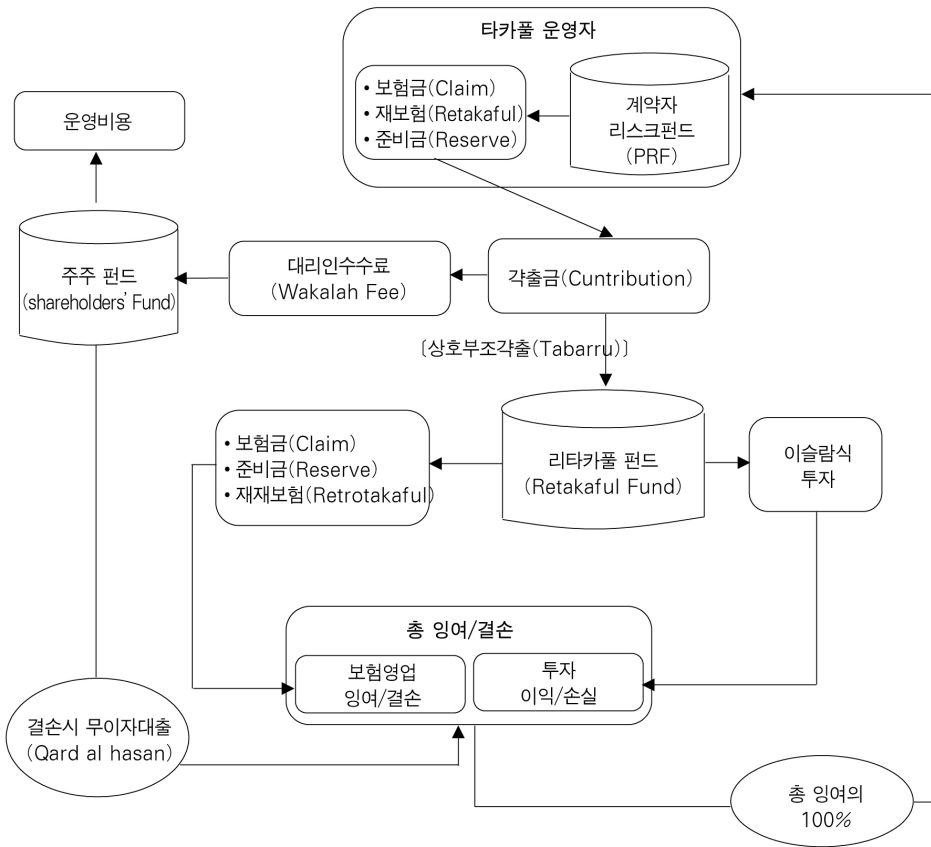 타카풀 운영자
• 보험금(Claim)
• 재보험(Retakaful)
• 준비금(Reserve)
계약자
리스크펀드
(PRF)
운영비용
주주 펀드
(shareholders' Fund)
대리인수수료
(Wakalah Fee)
갹출금(Cuntribution)
〔상호부조갹출(Tabarru)〕
• 보험금(Claim)
• 준비금(Reserve)
• 재재보험(Retrotakaful)
리타카풀 펀드
(Retakaful Fund)
이슬람식
투자
총 잉여/결손
보험영업
잉여/결손
투자
이익/손실
결손시 무이자대출
(Qard al hasan)
총 잉여의
100%